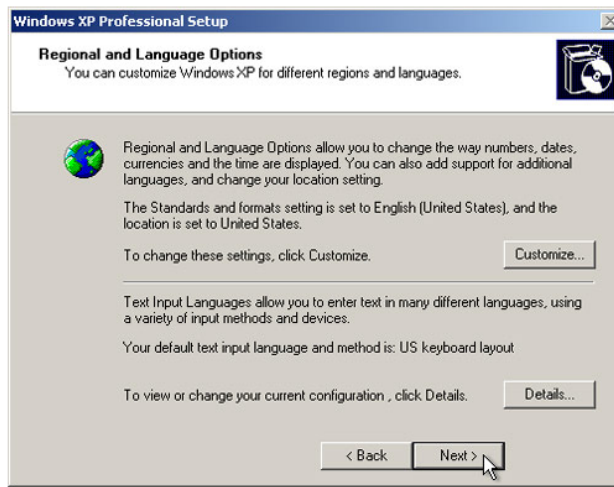 Windows XP Professional Setup
Regional and Language Options
You can customize Windows XP for different regions and languages.
Regional and Language Options allow you to change the way numbers, dates,
currencies and the time are displayed. You can also add support for additional
languages, and change your location setting.
The Standards and formats setting is set to English (United States), and the
location is set to United States.
To change these settings, click Customize.
Customize...
Text Input Languages allow you to enter text in many different languages, using
a variety of input methods and devices.
Your default text input language and method is: US keyboard layout
To view or change your current configuration , click Details.
Details...
< Back
Next >